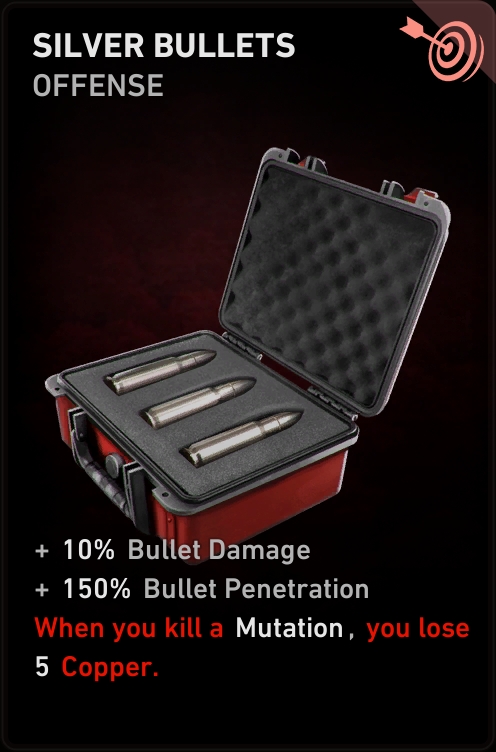 SILVER BULLETS
OFFENSE
+ 10% Bullet Damage
+ 150% Bullet Penetration
When you kill a Mutation, you lose
5 Copper.